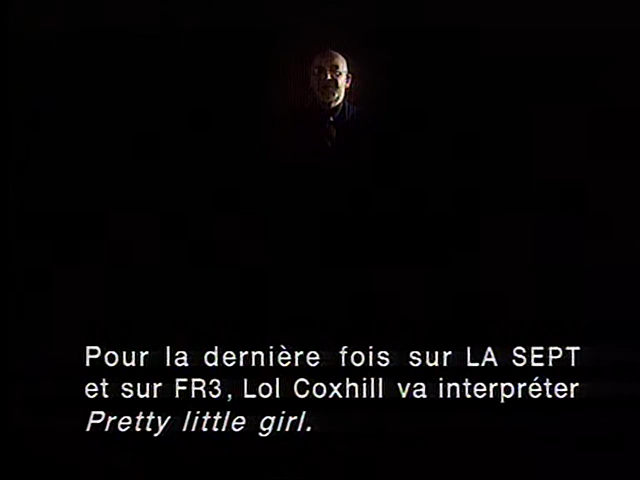 Pour la dernière fois sur LA SEPT
et sur FR3, Lol Coxhill va interpréter
Pretty little girl.